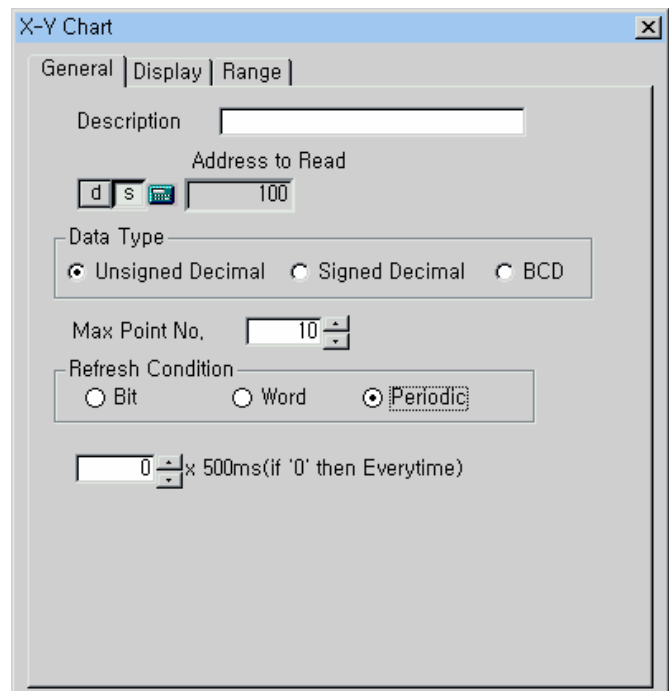 X-Y Chart
General Display Range
Description
Address to Read
d s 100
Data Type
Unsigned Decimal Signed Decimal BCD
Max Point No, 10
Refresh Condition
Bit Word Periodic
0 x 500ms(if '0' then Everytime)